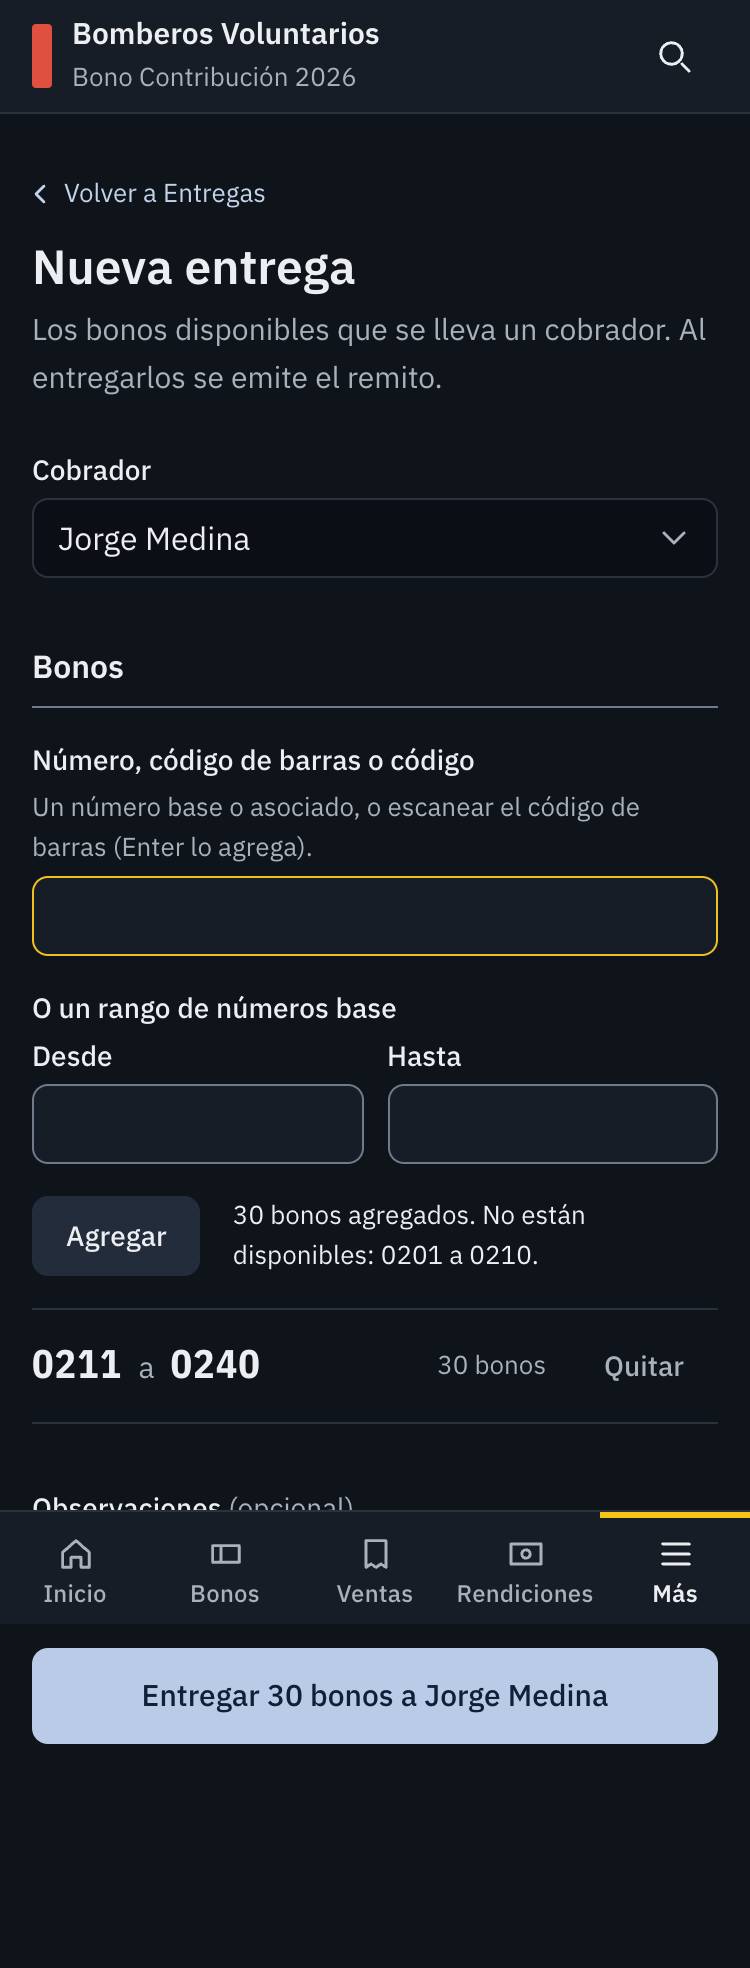 Bomberos Voluntarios
Bono Contribución 2026
Volver a Entregas
Nueva entrega
Los bonos disponibles que se lleva un cobrador. Al
entregarlos se emite el remito.
Cobrador
Jorge Medina
Bonos
Número, código de barras o código
Un número base o asociado, o escanear el código de
barras (Enter lo agrega).
O un rango de números base
Desde
Hasta
Agregar
30 bonos agregados. No están
disponibles: 0201 a 0210.
0211 a 0240
30 bonos
Quitar
Observaciones (opcional)
Inicio
Bonos
Ventas
Rendiciones
Más
Entregar 30 bonos a Jorge Medina